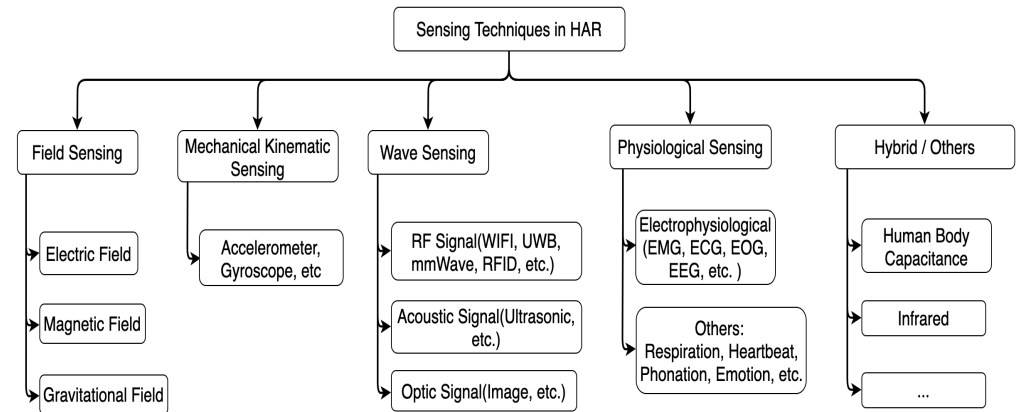 Sensing Techniques in HAR
Field Sensing
Electric Field
Magnetic Field
Gravitational Field
Mechanical Kinematic
Sensing
Accelerometer,
Gyroscope, etc
Wave Sensing
RF Signal(WIFI, UWB,
mmWave, RFID, etc.)
Acoustic Signal(Ultrasonic,
etc.)
Optic Signal(Image, etc.)
Physiological Sensing
Electrophysiological
(EMG, ECG, EOG,
EEG, etc. )
Others:
Respiration, Heartbeat,
Phonation, Emotion, etc.
Hybrid / Others
Human Body
Capacitance
Infrared
...